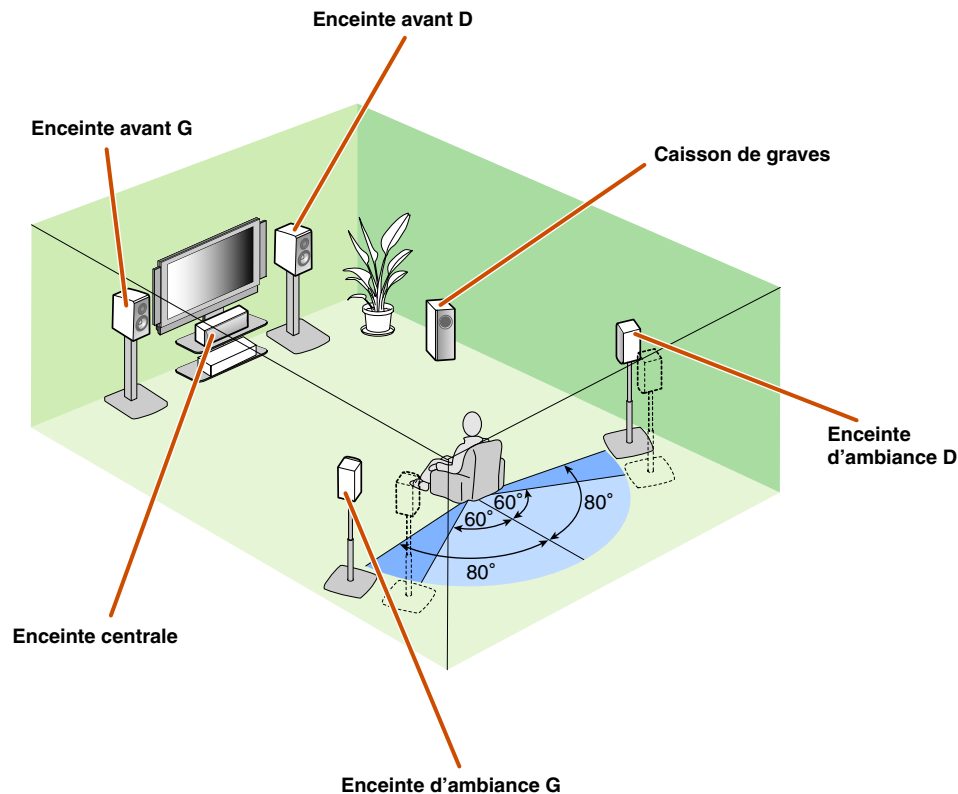 Enceinte avant D
Enceinte avant G
Caisson de graves
Enceinte
d'ambiance D
60°
60°
80°
80°
Enceinte centrale
Enceinte d'ambiance G